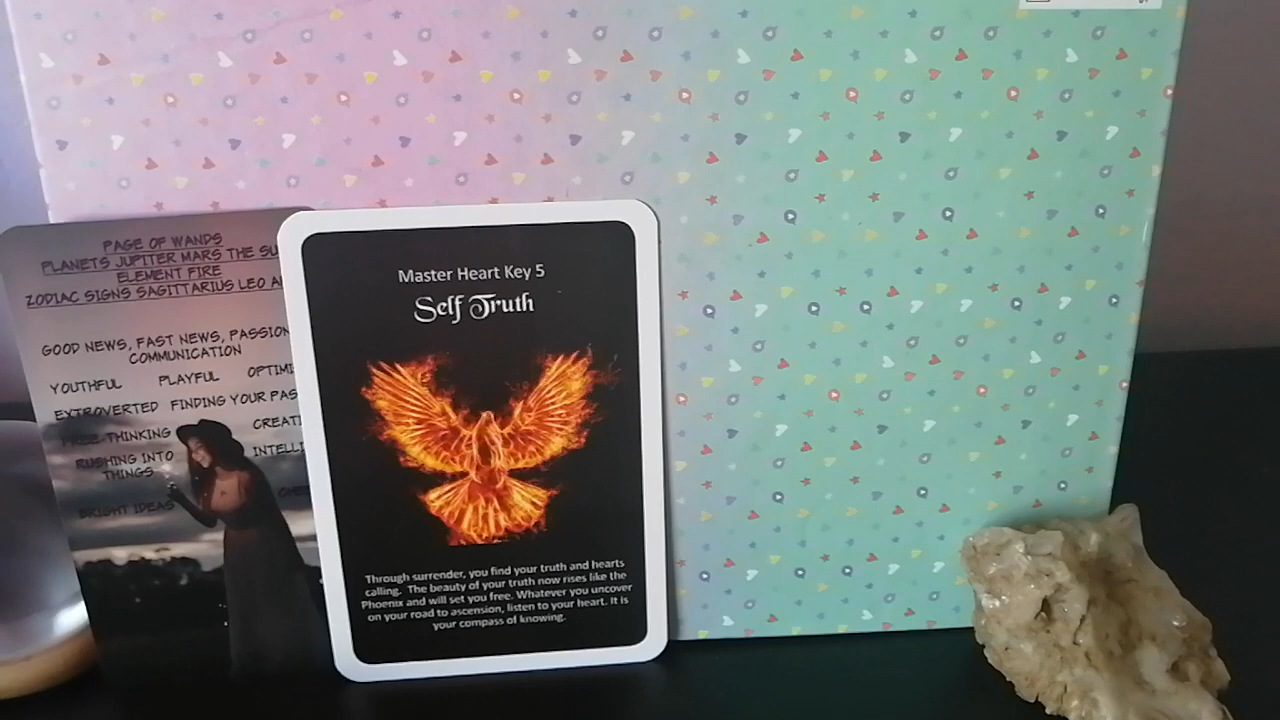 PAGE OF WANDS
PLANETS JUPITER MARS THE SU
ELEMENT FIRE
ZODIAC SIGNS SAGITTARIUS LEO A
GOOD NEWS, FAST NEWS, PASSION
COMMUNICATION
YOUTHFUL PLAYFUL OPTIMI
EXTROVERTED FINDING YOUR PAS
FREE THINKING CREATI
RUSHING INTO INTELLI
THINGS
BRIGHT IDEAS
Master Heart Key 5
Self Truth
Through surrender, you find your truth and hearts
calling. The beauty of your truth now rises like the
Phoenix and will set you free. Whatever you uncover
on your road to ascension, listen to your heart. It is
your compass of knowing.